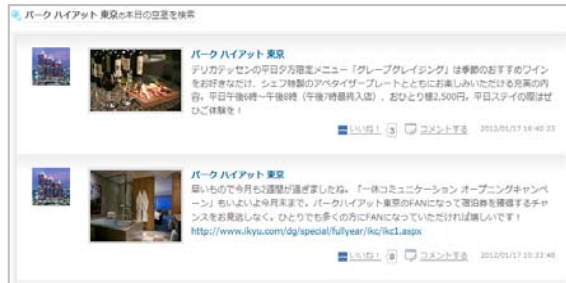 パーク ハイアット 東京の本日の空室を検索
パーク ハイアット 東京
デリカテッセンの平日夕方限定メニュー「グレープグレイジング」は季節のおすすめワイン
をお好きなだけ、シェフ特製のアペタイザープレートとともにお楽しみいただける充実の内
容。平日午後6時～午後8時（午後7時最終入店）、おひとり様2,500円。平日ステイの際はぜ
ひご体験を！
いいね！ 3 コメントする 2012/01/17 16:40:33
パーク ハイアット 東京
早いもので今月も2週間が過ぎましたね。「一休コミュニケーション オープニングキャンペ
ーン」もいよいよ今月末まで。パークハイアット東京のFANになって宿泊券を獲得するチャ
ンスをお見逃しなく。ひとりでも多くの方にFANになっていただければ嬉しいです！
http://www.ikyu.com/dg/special/fullyear/ikc/ikc1.aspx
いいね！ コメントする 2012/01/17 10:32:46